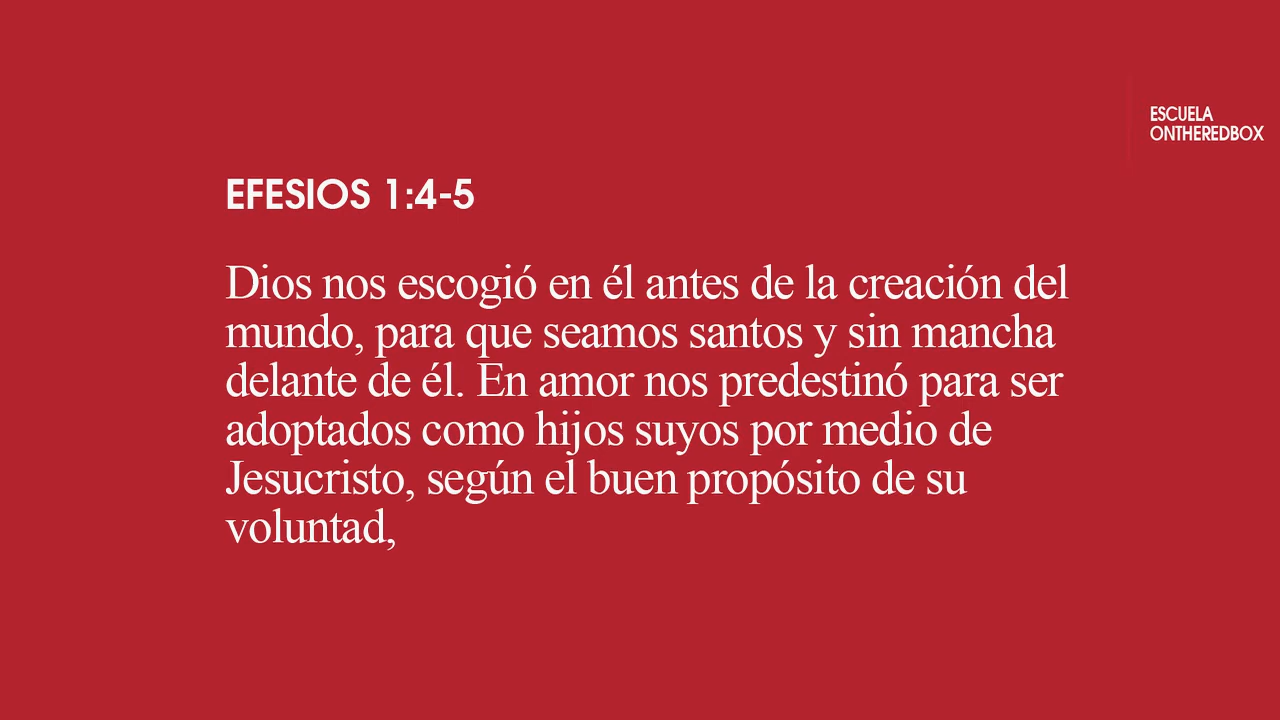 ESCUELA
ONTHEREDBOX
EFESIOS 1:4-5
Dios nos escogió en él antes de la creación del
mundo, para que seamos santos y sin mancha
delante de él. En amor nos predestinó para ser
adoptados como hijos suyos por medio de
Jesucristo, según el buen propósito de su
voluntad,